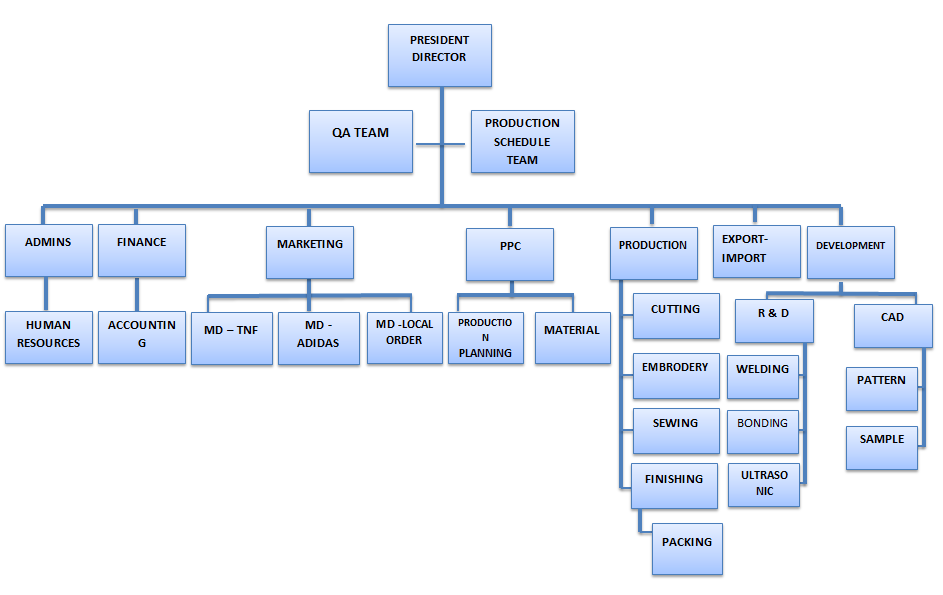 PRESIDENT
DIRECTOR
QA TEAM
PRODUCTION
SCHEDULE
TEAM
ADMINS
FINANCE
MARKETING
PPC
PRODUCTION
EXPORT-
IMPORT
DEVELOPMENT
HUMAN
RESOURCES
ACCOUNTIN
G
MD – TNF
MD -
ADIDAS
MD -LOCAL
ORDER
PRODUCTIO
N
PLANNING
MATERIAL
CUTTING
EMBRODERY
SEWING
FINISHING
PACKING
R & D
WELDING
BONDING
ULTRASO
NIC
CAD
PATTERN
SAMPLE